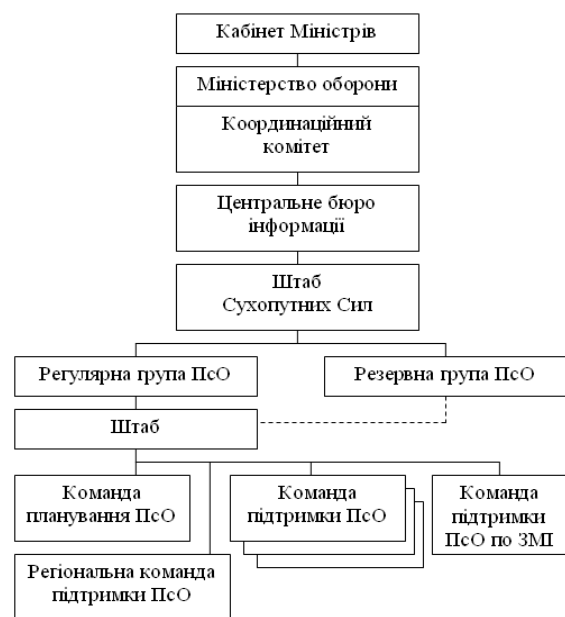 Кабінет Міністрів
Міністерство оборони
Координаційний
комітет
Центральне бюро
інформації
Штаб
Сухопутних Сил
Регулярна група ПсО
Резервна група ПсО
Штаб
Команда
планування ПсО
Команда
підтримки ПсО
Команда
підтримки
ПсО по ЗМІ
Регіональна команда
підтримки ПсО